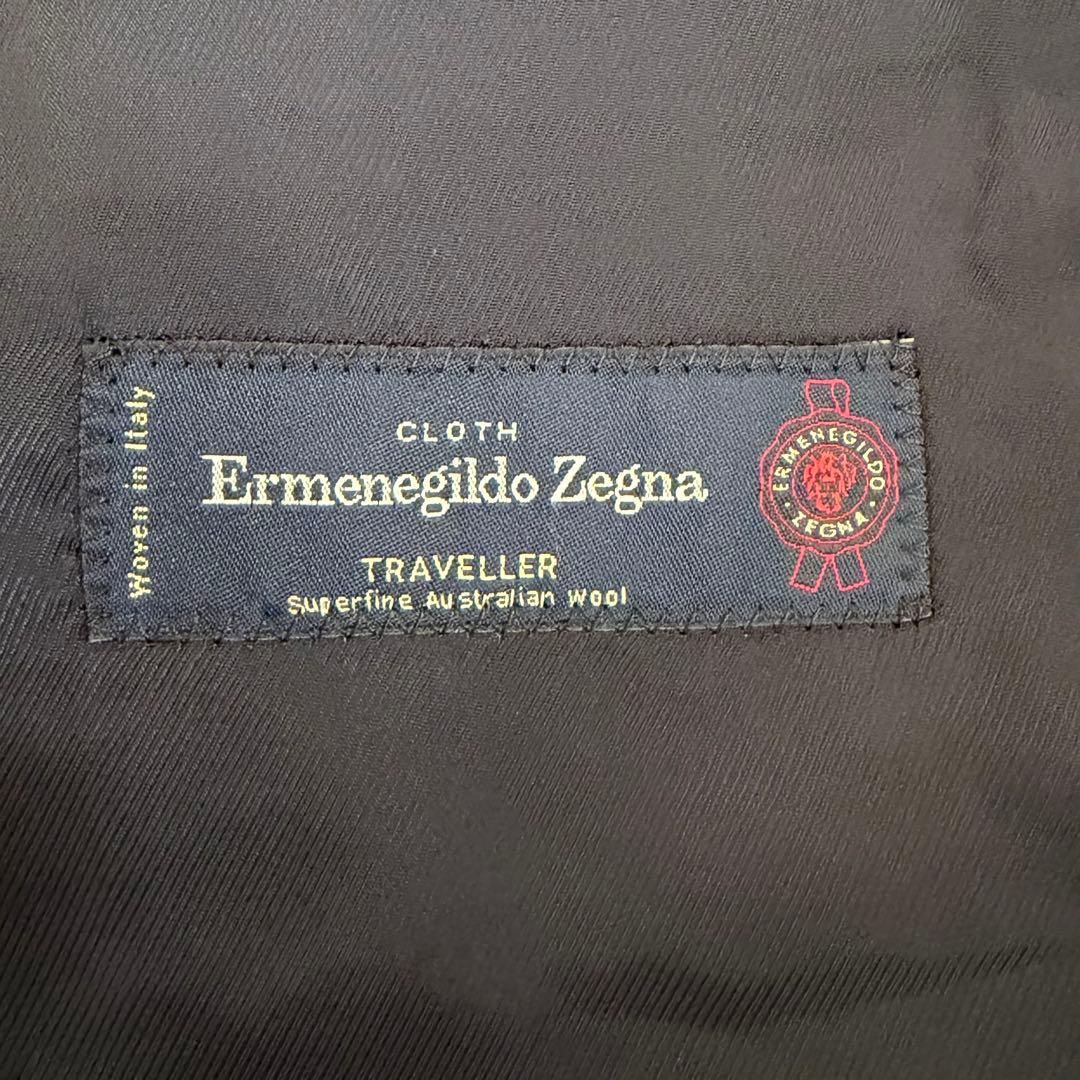 Woven in Italy
CLOTH
Ermenegildo Zegna
TRAVELLER
Superfine Australian Wool
ERMENEGILDO
· ZEGNA ·